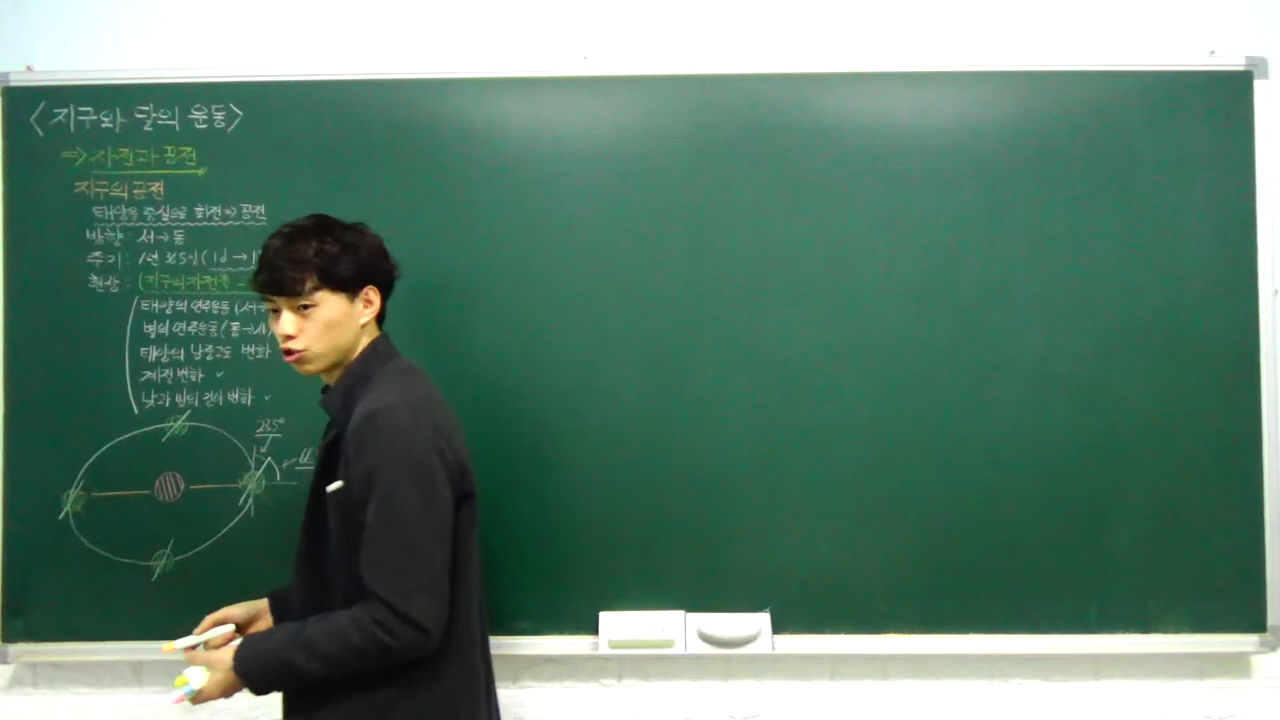 <지구와 달의 운동>
⇒ 자전과 공전
지구의 공전
태양을 중심으로 회전 ⇒ 공전
방향 : 서 → 동
주기 : 1년 365일 ( 1d → 1
현상 : (지구의 자전축
태양의 연주운동 (서→
별의 연주운동 (동→서)
태양의 남중고도 변화
계절변화 ✓
낮과 밤의 길이 변화 ✓
23.5°